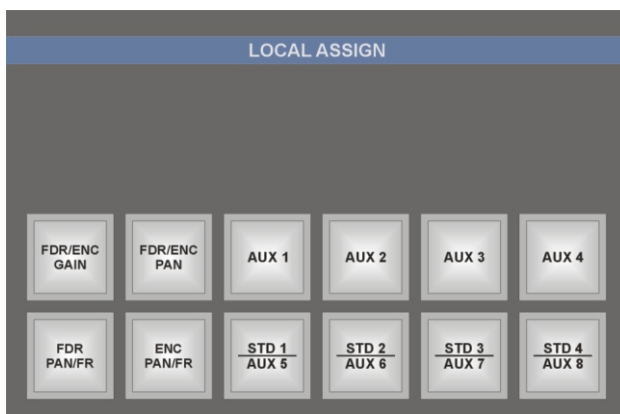 LOCAL ASSIGN
FDR/ENC
GAIN
FDR/ENC
PAN
AUX 1
AUX 2
AUX 3
AUX 4
FDR
PAN/FR
ENC
PAN/FR
STD 1
AUX 5
STD 2
AUX 6
STD 3
AUX 7
STD 4
AUX 8